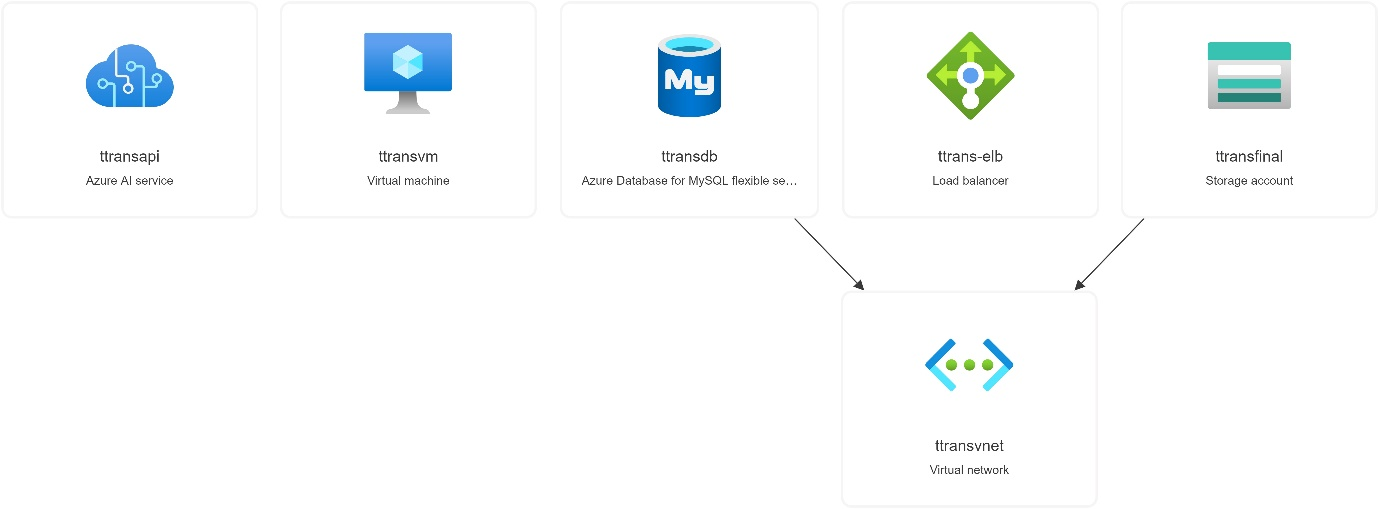 My
ttransapi
Azure AI service
ttransvm
Virtual machine
ttransdb
Azure Database for MySQL flexible se...
ttrans-elb
Load balancer
ttransfinal
Storage account
ttransvnet
Virtual network